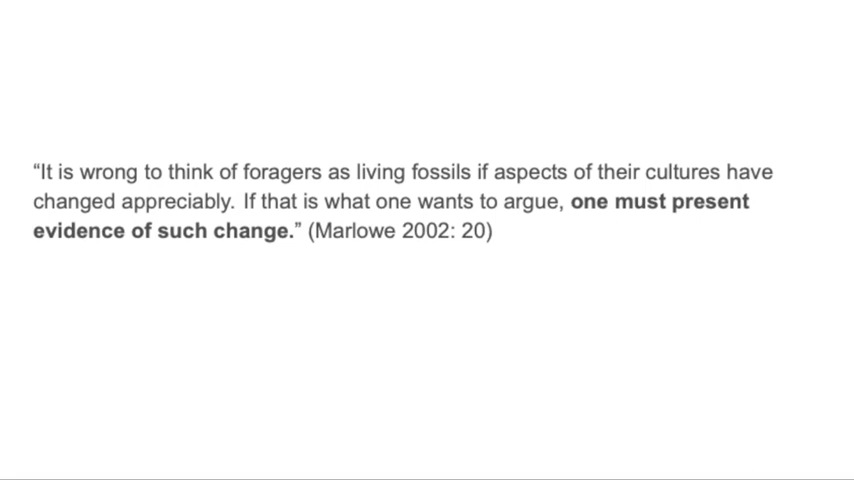 “It is wrong to think of foragers as living fossils if aspects of their cultures have
changed appreciably. If that is what one wants to argue, one must present
evidence of such change.” (Marlowe 2002: 20)